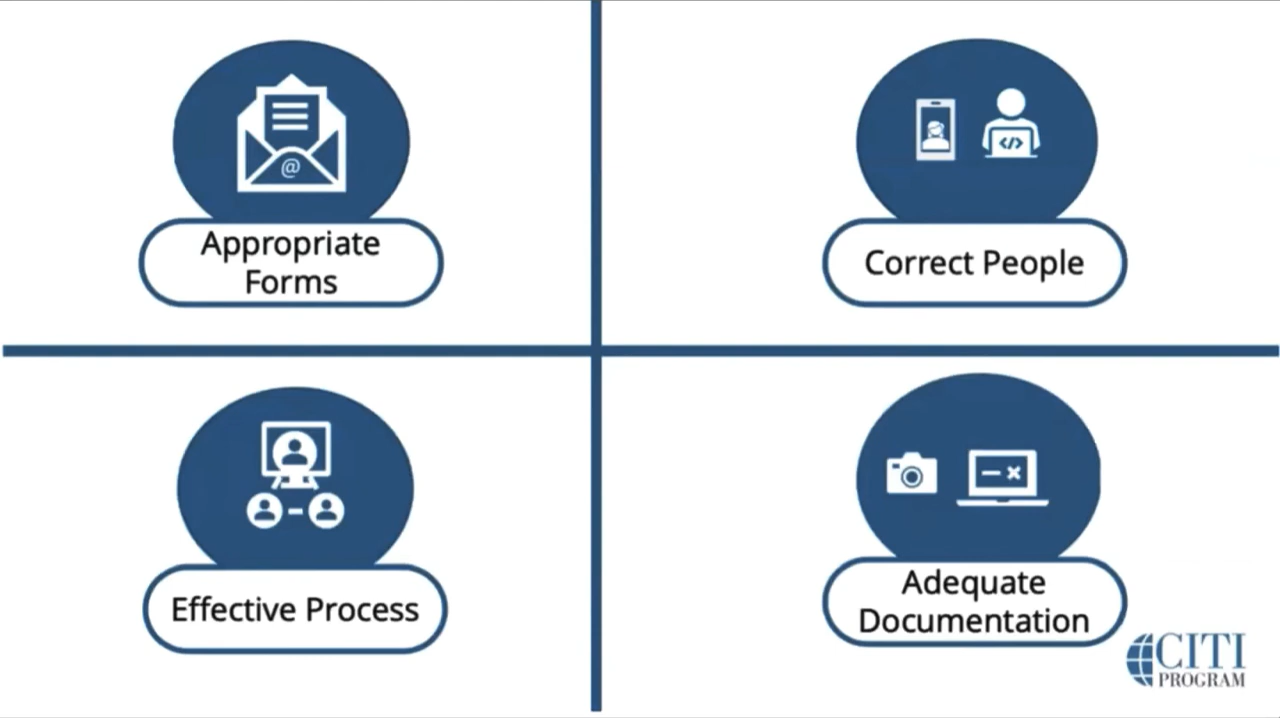 @
</>
Appropriate
Forms
Correct People
Effective Process
Adequate
Documentation
CITI
PROGRAM